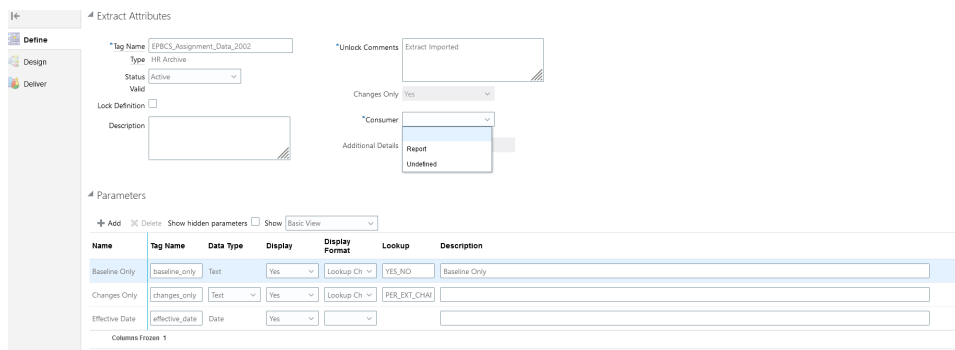 Extract Attributes
Define
Design
Deliver
*Tag Name EPBCS_Assignment_Data_2002
Type HR Archive
Status Active
Valid
Lock Definition
Description
*Unlock Comments Extract Imported
Changes Only Yes
*Consumer
Report
Undefined
Additional Details
Parameters
Add Delete Show hidden parameters Show Basic View
Name Tag Name Data Type Display Display Format Lookup Description
Baseline Only baseline_only Text Yes Lookup Ch YES_NO Baseline Only
Changes Only changes_only Text Yes Lookup Ch PER_EXT_CHAI
Effective Date effective_date Date Yes
Columns Frozen 1